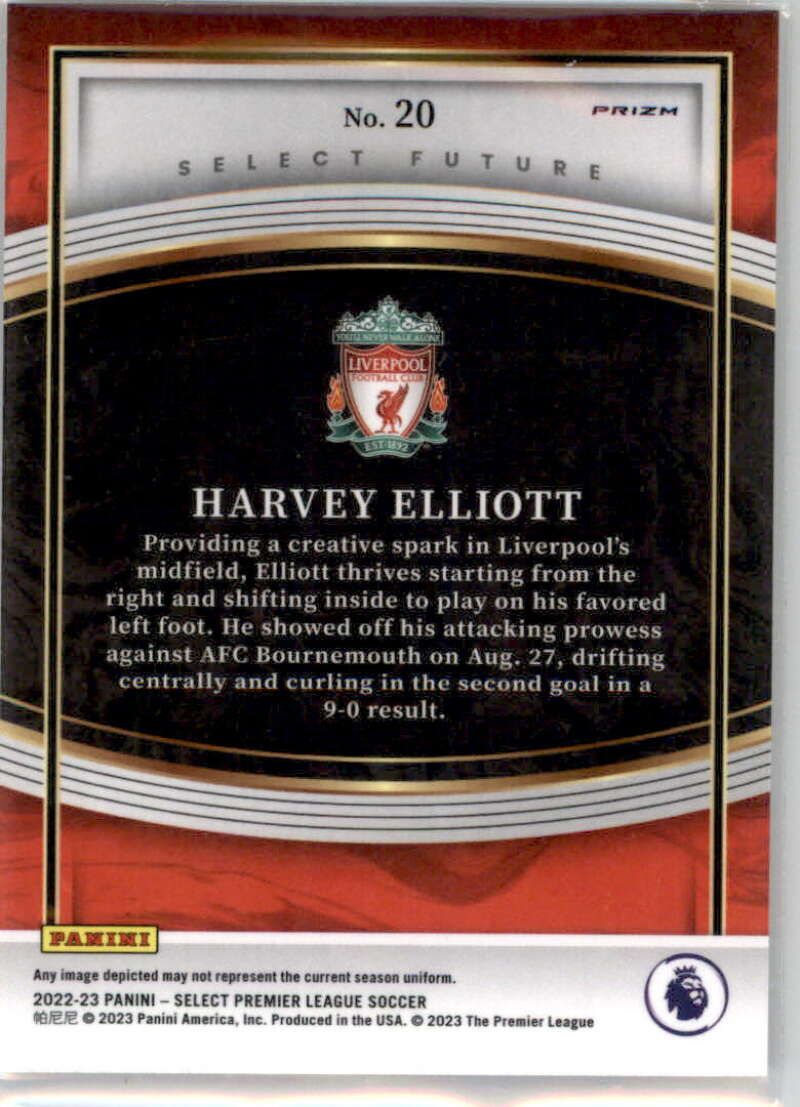 No. 20
PRIZM
SELECT FUTURE
YOU'LL NEVER WALK ALONE
LIVERPOOL
FOOTBALL CLUB
EST·1892
HARVEY ELLIOTT
Providing a creative spark in Liverpool's
midfield, Elliott thrives starting from the
right and shifting inside to play on his favored
left foot. He showed off his attacking prowess
against AFC Bournemouth on Aug. 27, drifting
centrally and curling in the second goal in a
9-0 result.
PANINI
Any image depicted may not represent the current season uniform.
2022-23 PANINI – SELECT PREMIER LEAGUE SOCCER
帕尼尼 © 2023 Panini America, Inc. Produced in the USA. © 2023 The Premier League